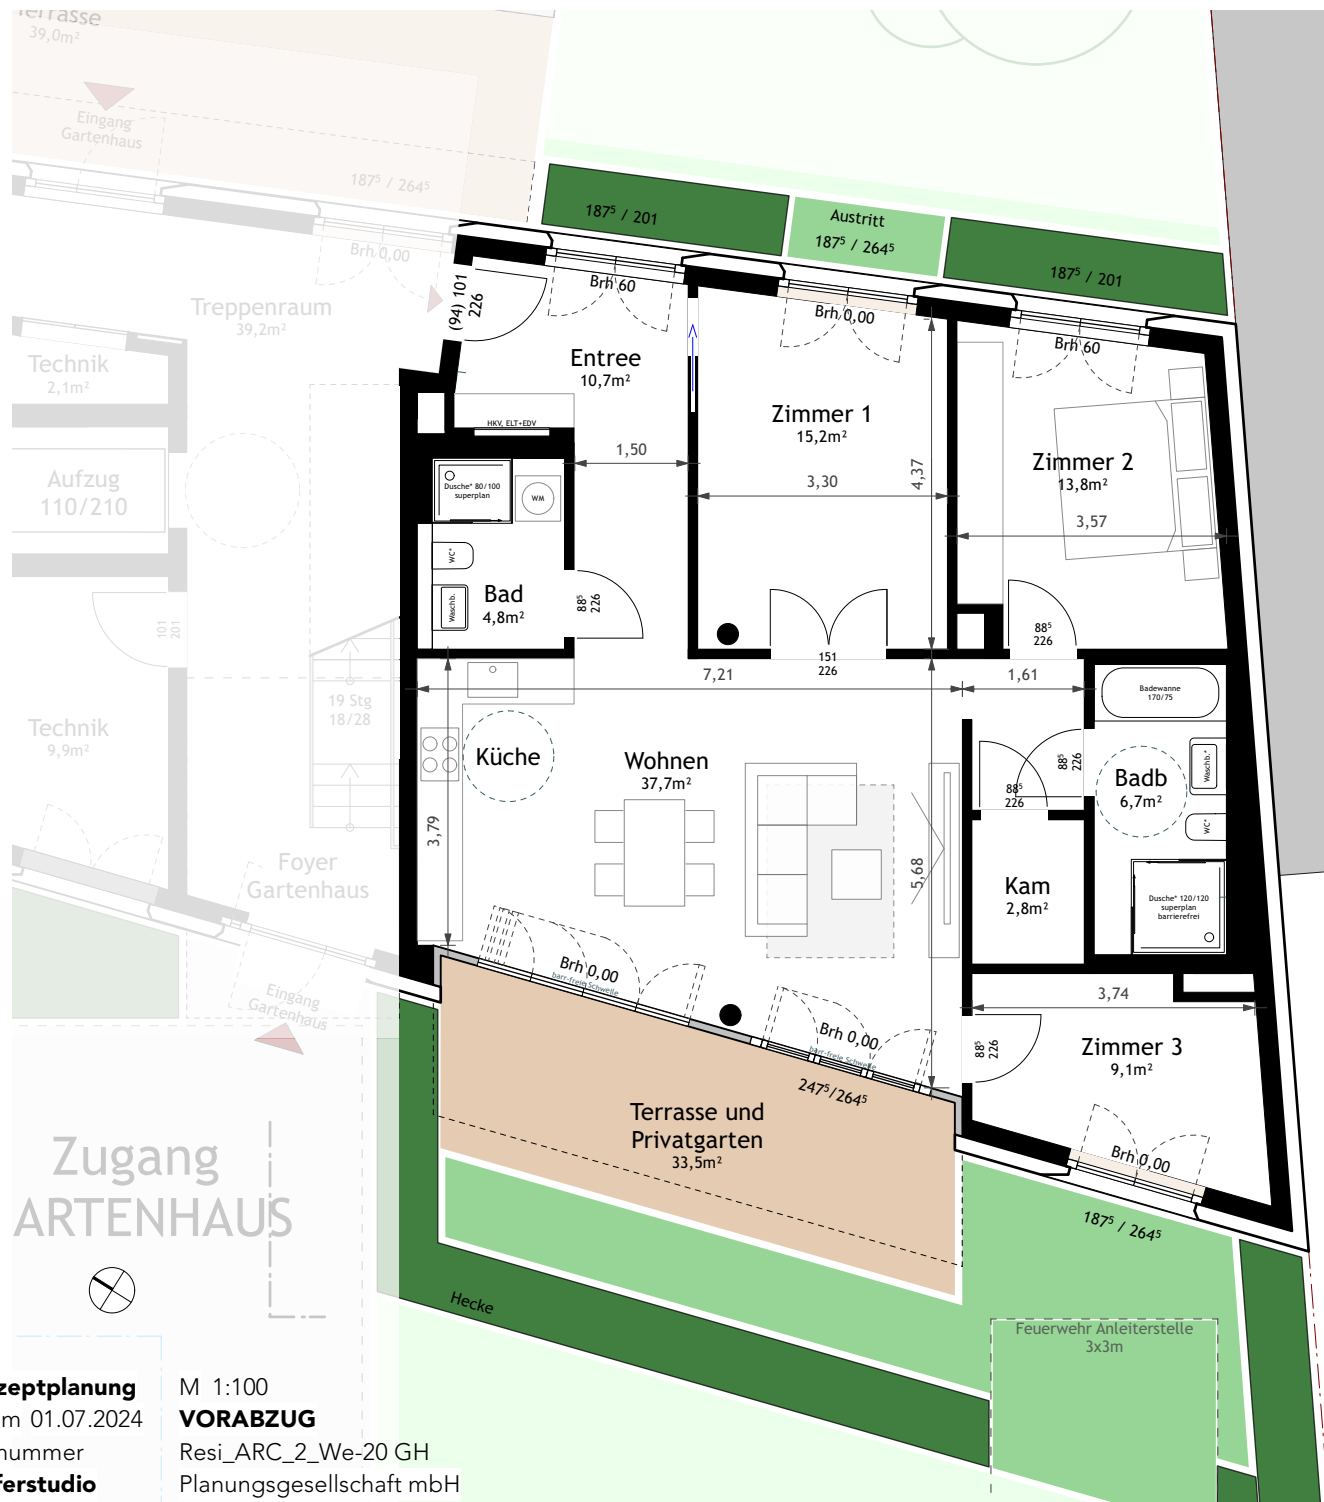 Terrasse
39,0m²
Eingang
Gartenhaus
187⁵ / 264⁵
Brh 0,00
Treppenraum
39,2m²
Technik
2,1m²
Aufzug
110/210
101
201
19 Stg
18/28
Technik
9,9m²
Foyer
Gartenhaus
Eingang
Gartenhaus
187⁵ / 201
Austritt
187⁵ / 264⁵
187⁵ / 201
(94) 101
226
Brh 60
Brh 0,00
Brh 60
Entree
10,7m²
HKV, ELT+EDV
1,50
Zimmer 1
15,2m²
3,30
4,37
Zimmer 2
13,8m²
3,57
Dusche* 80/100
superplan
WM
WC*
Waschb.
Bad
4,8m²
88⁵
226
151
226
88⁵
226
7,21
1,61
Badewanne
170/75
Küche
Wohnen
37,7m²
3,79
5,68
88⁵
226
88⁵
226
Badb
6,7m²
Waschb.*
WC*
Kam
2,8m²
Dusche* 120/120
superplan
barrierefrei
Brh 0,00
barr-freie Schwelle
Brh 0,00
barr-freie Schwelle
247⁵/264⁵
3,74
88⁵
226
Zimmer 3
9,1m²
Brh 0,00
187⁵ / 264⁵
Terrasse und
Privatgarten
33,5m²
Zugang
ARTENHAUS
Hecke
Feuerwehr Anleiterstelle
3x3m
zeptplanung M 1:100
m 01.07.2024 VORABZUG
nummer Resi_ARC_2_We-20 GH
ferstudio Planungsgesellschaft mbH